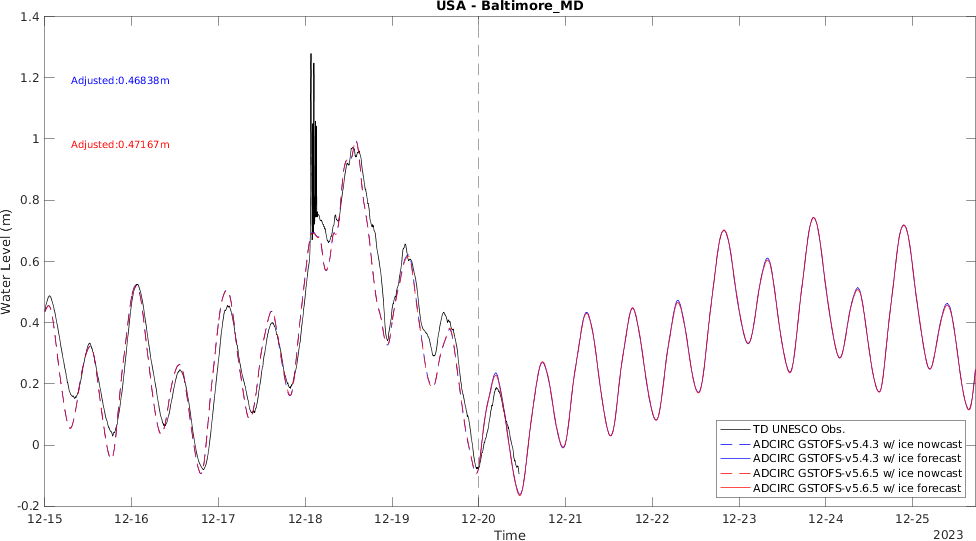 USA - Baltimore_MD
1.4
1.2
1
0.8
0.6
0.4
0.2
0
-0.2
Water Level (m)
Adjusted:0.46838m
Adjusted:0.47167m
TD UNESCO Obs.
ADCIRC GSTOFS-v5.4.3 w/ ice nowcast
ADCIRC GSTOFS-v5.4.3 w/ ice forecast
ADCIRC GSTOFS-v5.6.5 w/ ice nowcast
ADCIRC GSTOFS-v5.6.5 w/ ice forecast
12-15 12-16 12-17 12-18 12-19 12-20 12-21 12-22 12-23 12-24 12-25
Time
2023